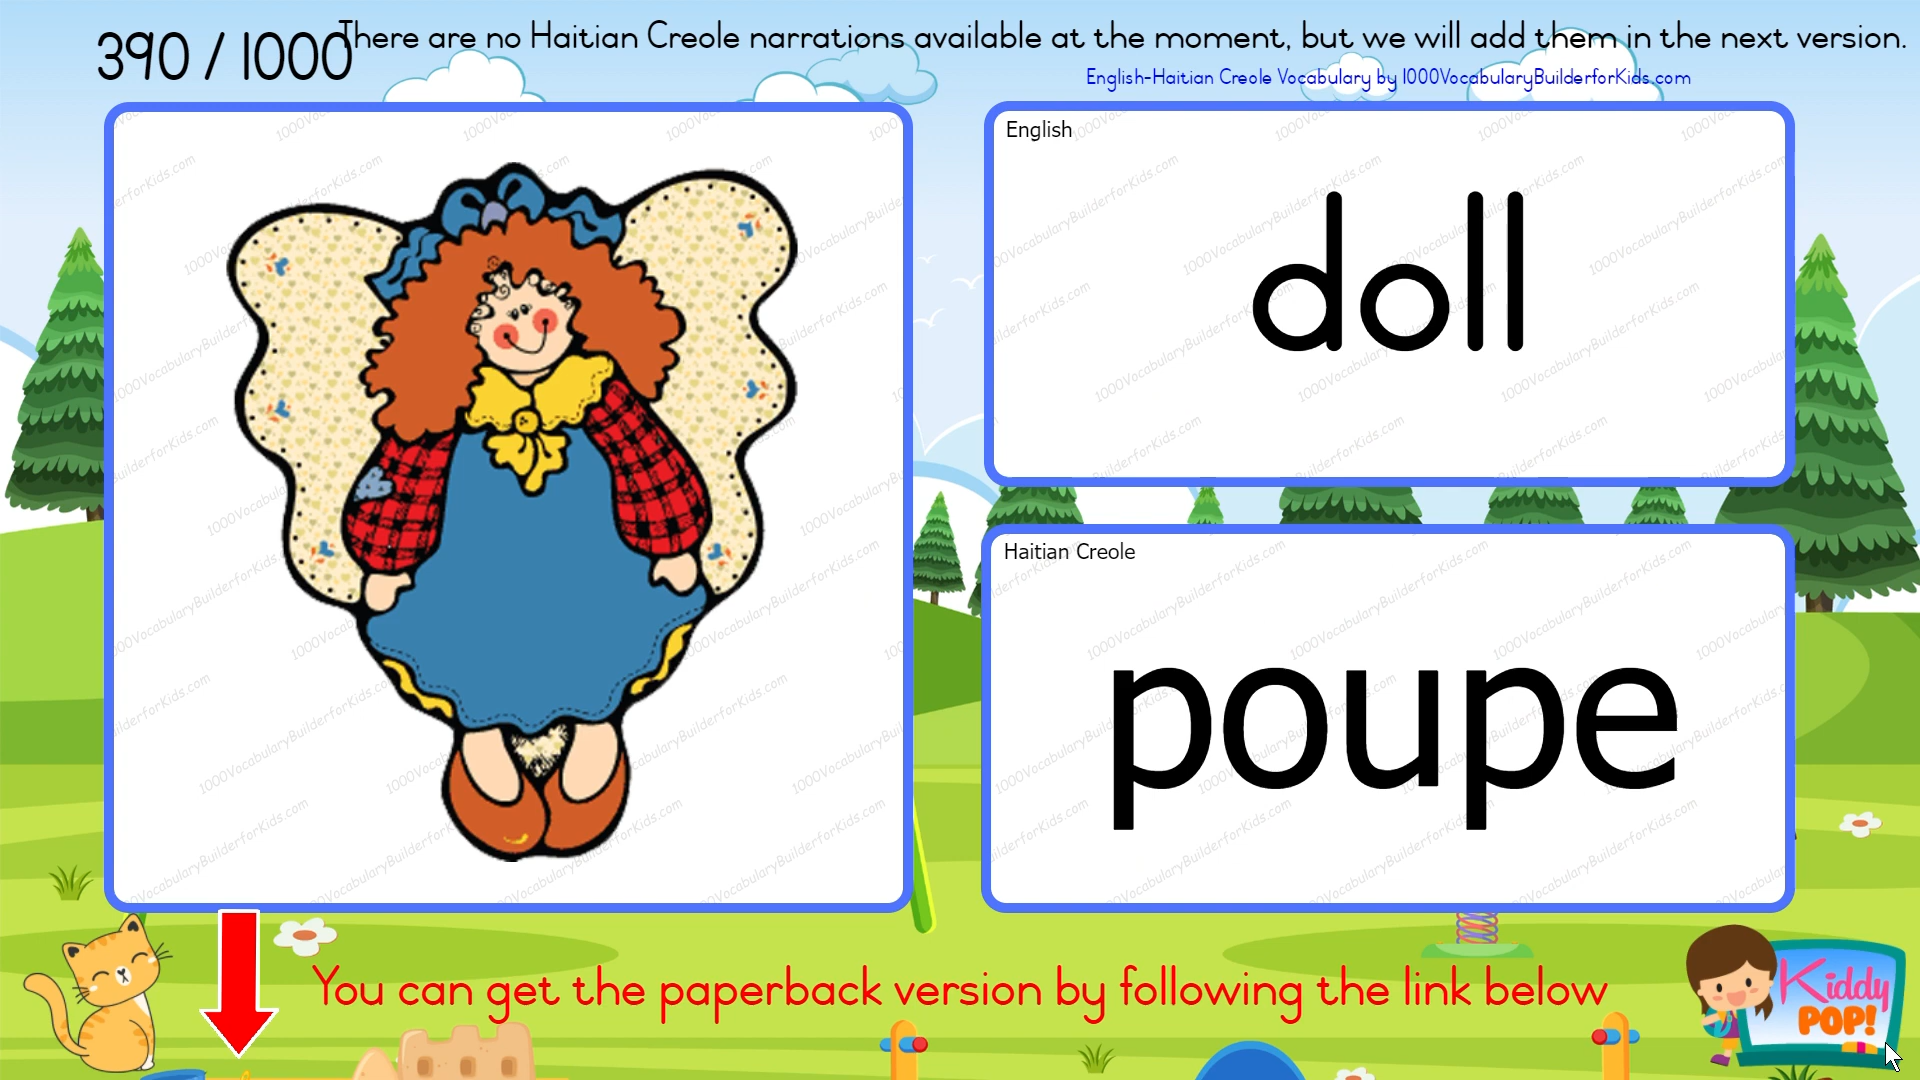 390 / 1000
There are no Haitian Creole narrations available at the moment, but we will add them in the next version.
English-Haitian Creole Vocabulary by 1000VocabularyBuilderforKids.com
English
doll
Haitian Creole
poupe
You can get the paperback version by following the link below
Kiddy
POP!
1000VocabularyBuilderforKids.com